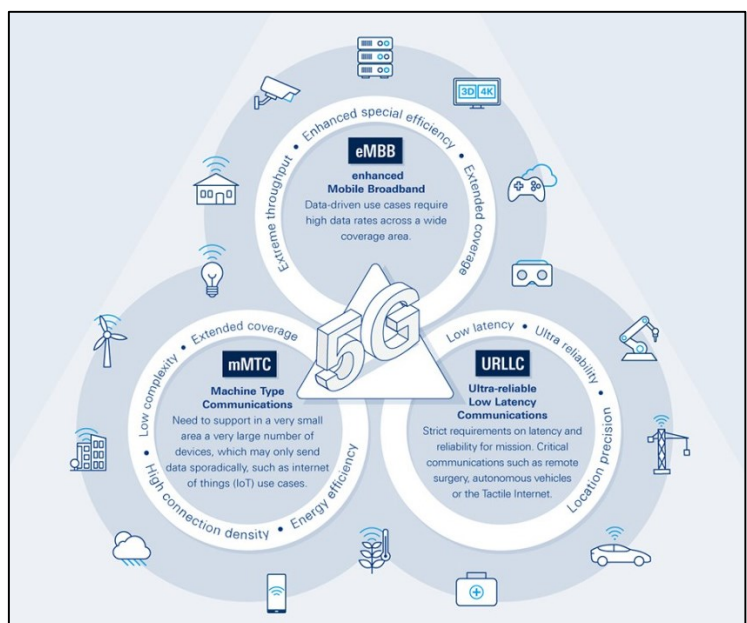 3D 4K
Extreme throughput • Enhanced special efficiency • Extended coverage
eMBB
enhanced
Mobile Broadband
Data-driven use cases require
high data rates across a wide
coverage area.
5G
Low complexity • Extended coverage
• High connection density • Energy efficiency
mMTC
Machine Type
Communications
Need to support in a very small
area a very large number of
devices, which may only send
data sporadically, such as internet
of things (IoT) use cases.
Low latency • Ultra reliability •
Location precision
URLLC
Ultra-reliable
Low Latency
Communications
Strict requirements on latency and
reliability for mission. Critical
communications such as remote
surgery, autonomous vehicles
or the Tactile Internet.